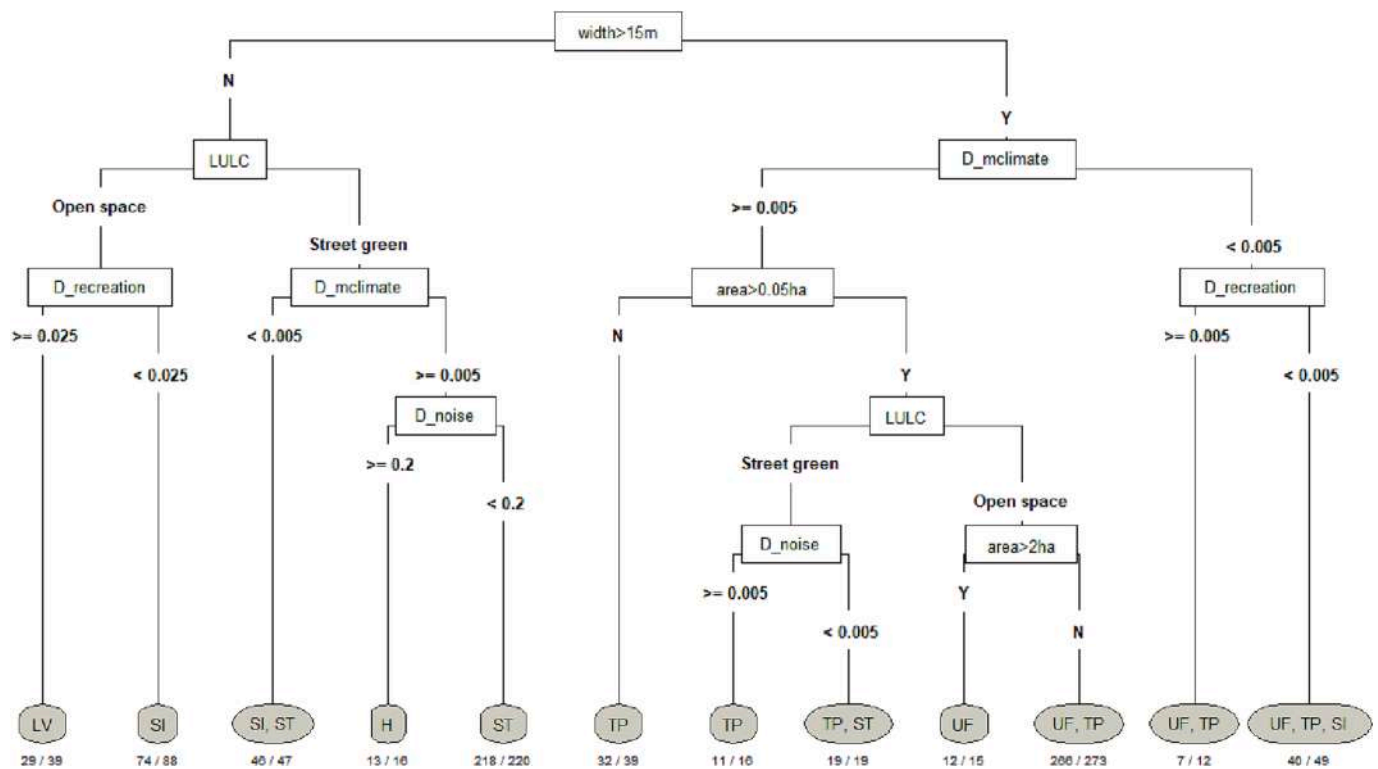 width>15m
N
Y
LULC
D_mclimate
Open space
Street green
>= 0.005
< 0.005
D_recreation
D_mclimate
area>0.05ha
D_recreation
>= 0.025
< 0.025
< 0.005
>= 0.005
N
Y
>= 0.005
< 0.005
D_noise
LULC
>= 0.2
< 0.2
Street green
Open space
D_noise
area>2ha
>= 0.005
< 0.005
Y
N
LV
SI
SI, ST
H
ST
TP
TP
TP, ST
UF
UF, TP
UF, TP
UF, TP, SI
29 / 39
74 / 88
46 / 47
13 / 16
218 / 220
32 / 39
11 / 16
19 / 19
12 / 15
266 / 273
7 / 12
40 / 49